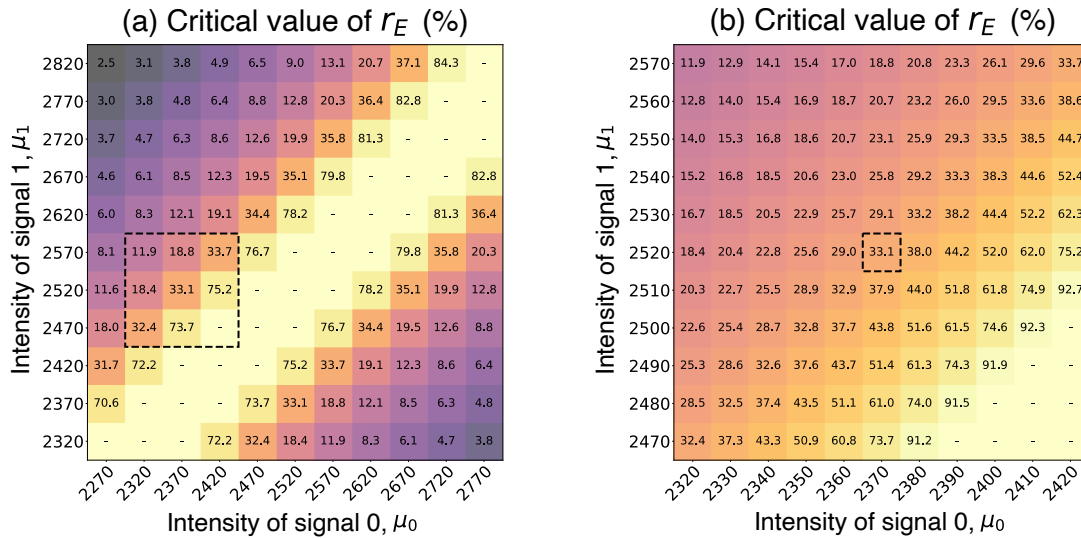 (a) Critical value of r_E (%)
Intensity of signal 1, μ₁
2820 2.5 3.1 3.8 4.9 6.5 9.0 13.1 20.7 37.1 84.3 -
2770 3.0 3.8 4.8 6.4 8.8 12.8 20.3 36.4 82.8 - -
2720 3.7 4.7 6.3 8.6 12.6 19.9 35.8 81.3 - - -
2670 4.6 6.1 8.5 12.3 19.5 35.1 79.8 - - - 82.8
2620 6.0 8.3 12.1 19.1 34.4 78.2 - - - 81.3 36.4
2570 8.1 11.9 18.8 33.7 76.7 - - - 79.8 35.8 20.3
2520 11.6 18.4 33.1 75.2 - - - 78.2 35.1 19.9 12.8
2470 18.0 32.4 73.7 - - - 76.7 34.4 19.5 12.6 8.8
2420 31.7 72.2 - - - 75.2 33.7 19.1 12.3 8.6 6.4
2370 70.6 - - - 73.7 33.1 18.8 12.1 8.5 6.3 4.8
2320 - - - 72.2 32.4 18.4 11.9 8.3 6.1 4.7 3.8
2270 2320 2370 2420 2470 2520 2570 2620 2670 2720 2770
Intensity of signal 0, μ₀
(b) Critical value of r_E (%)
Intensity of signal 1, μ₁
2570 11.9 12.9 14.1 15.4 17.0 18.8 20.8 23.3 26.1 29.6 33.7
2560 12.8 14.0 15.4 16.9 18.7 20.7 23.2 26.0 29.5 33.6 38.6
2550 14.0 15.3 16.8 18.6 20.7 23.1 25.9 29.3 33.5 38.5 44.7
2540 15.2 16.8 18.5 20.6 23.0 25.8 29.2 33.3 38.3 44.6 52.4
2530 16.7 18.5 20.5 22.9 25.7 29.1 33.2 38.2 44.4 52.2 62.3
2520 18.4 20.4 22.8 25.6 29.0 33.1 38.0 44.2 52.0 62.0 75.2
2510 20.3 22.7 25.5 28.9 32.9 37.9 44.0 51.8 61.8 74.9 92.7
2500 22.6 25.4 28.7 32.8 37.7 43.8 51.6 61.5 74.6 92.3 -
2490 25.3 28.6 32.6 37.6 43.7 51.4 61.3 74.3 91.9 - -
2480 28.5 32.5 37.4 43.5 51.1 61.0 74.0 91.5 - - -
2470 32.4 37.3 43.3 50.9 60.8 73.7 91.2 - - - -
2320 2330 2340 2350 2360 2370 2380 2390 2400 2410 2420
Intensity of signal 0, μ₀